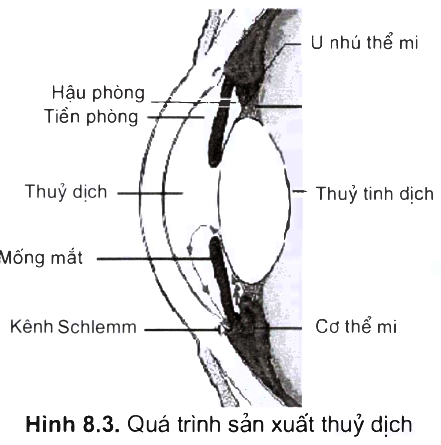 U nhú thể mi
Hậu phòng
Tiền phòng
Thuỷ dịch
Thuỷ tinh dịch
Mống mắt
Kênh Schlemm
Cơ thể mi
Hình 8.3. Quá trình sản xuất thuỷ dịch